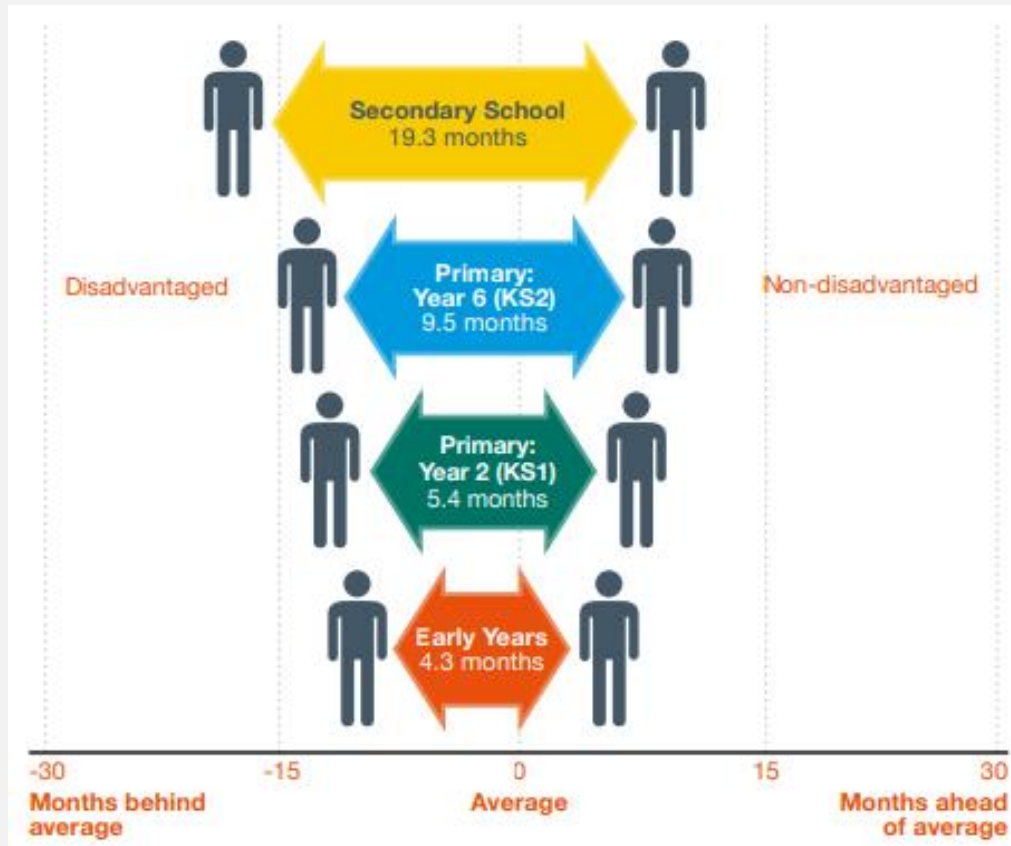 Secondary School
19.3 months
Disadvantaged
Primary:
Year 6 (KS2)
9.5 months
Non-disadvantaged
Primary:
Year 2 (KS1)
5.4 months
Early Years
4.3 months
-30
-15
0
15
30
Months behind
average
Average
Months ahead
of average